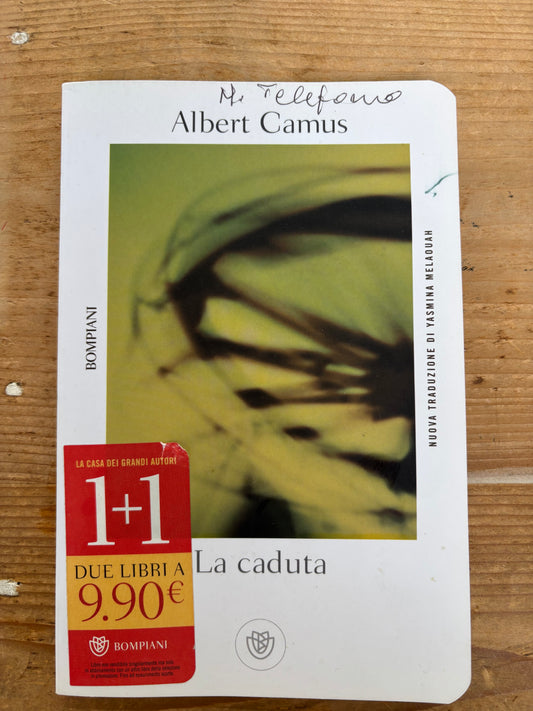 Mi Telefono
Albert Camus
BOMPIANI
NUOVA TRADUZIONE DI YASMINA MELAOUAH
LA CASA DEI GRANDI AUTORI
1+1
DUE LIBRI A
9.90€
BOMPIANI
La caduta